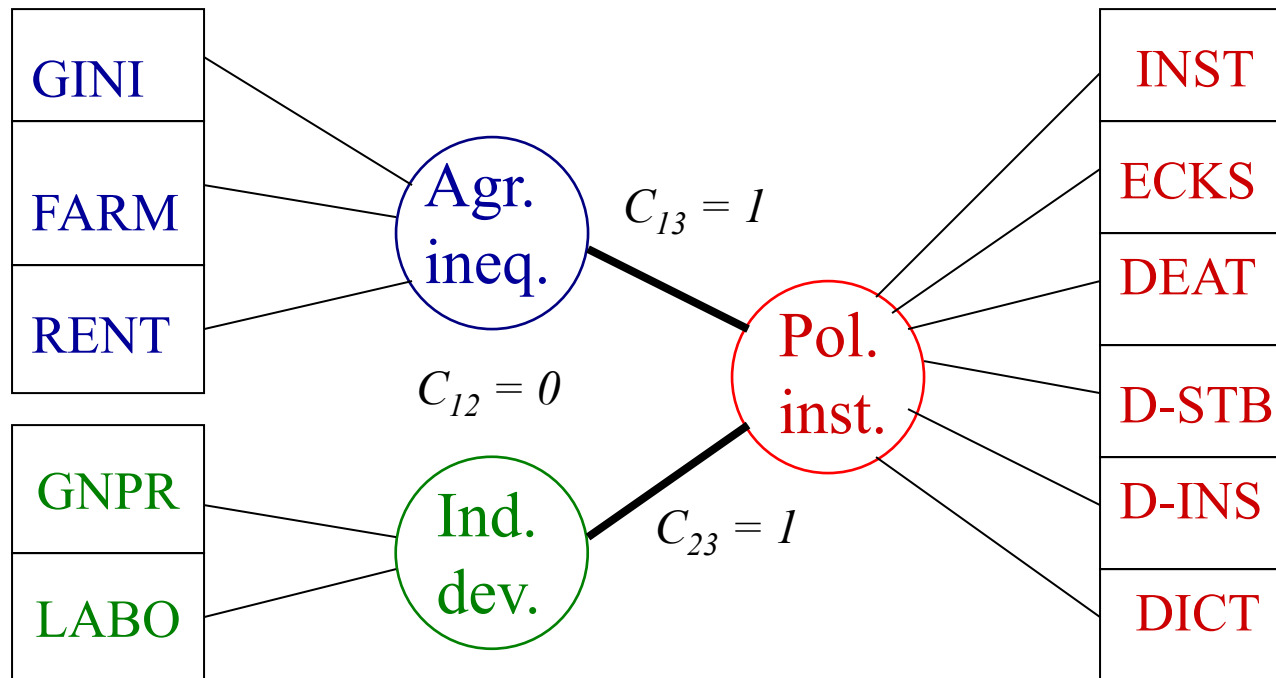 GINI
FARM
RENT
GNPR
LABO
Agr.
ineq.
Ind.
dev.
C13 = 1
C12 = 0
C23 = 1
Pol.
inst.
INST
ECKS
DEAT
D-STB
D-INS
DICT